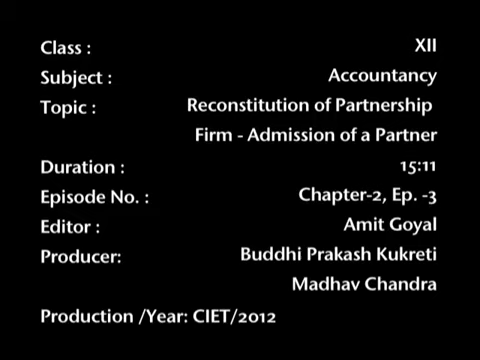 Class : XII
Subject : Accountancy
Topic : Reconstitution of Partnership
Firm - Admission of a Partner
Duration : 15:11
Episode No. : Chapter-2, Ep. -3
Editor : Amit Goyal
Producer: Buddhi Prakash Kukreti
Madhav Chandra
Production /Year: CIET/2012